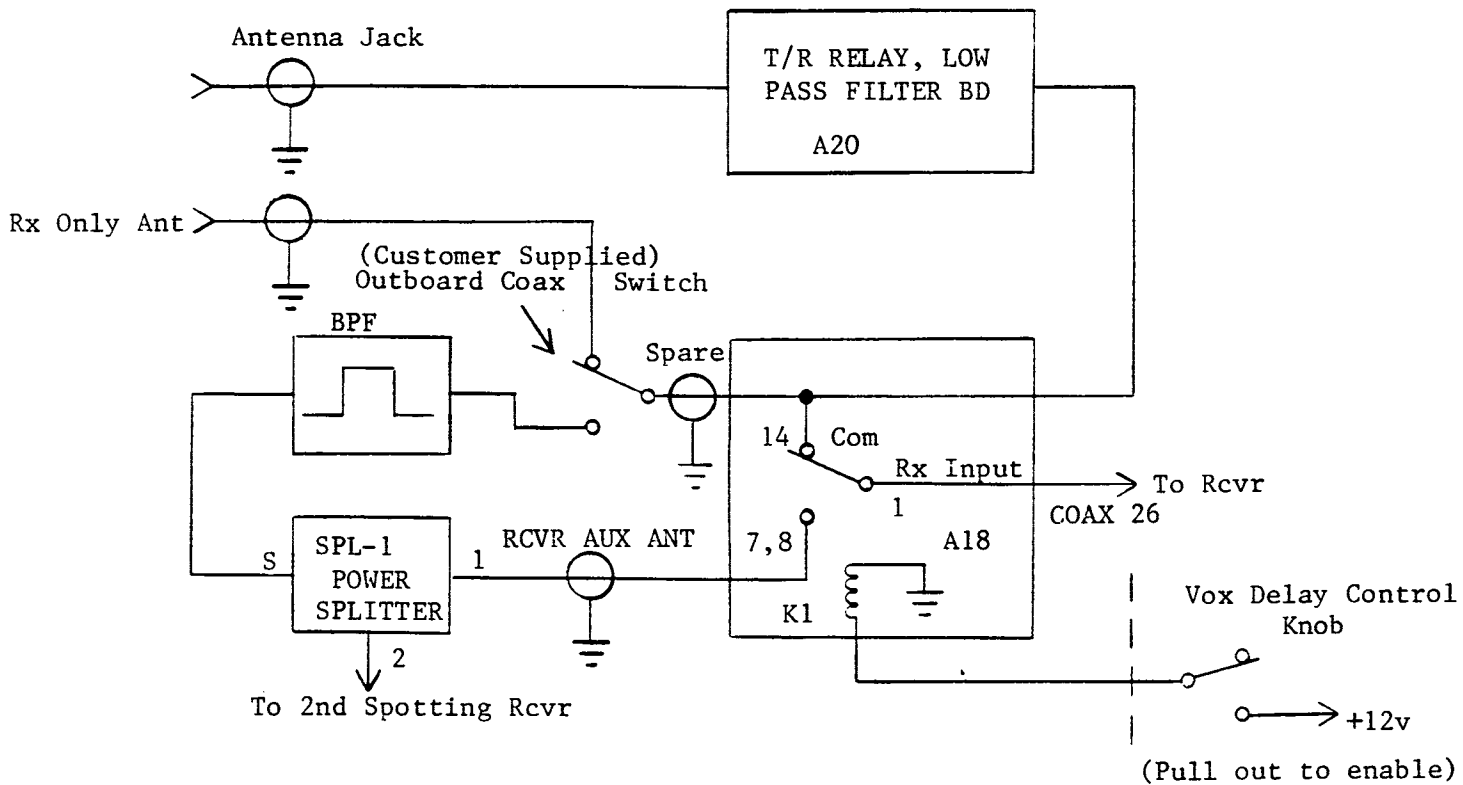 Antenna Jack
T/R RELAY, LOW
PASS FILTER BD
A20
Rx Only Ant
(Customer Supplied)
Outboard Coax Switch
BPF
Spare
14 Com
Rx Input
1
To Rcvr
COAX 26
7,8
A18
K1
S
SPL-1
POWER
SPLITTER
1
RCVR AUX ANT
2
To 2nd Spotting Rcvr
Vox Delay Control
Knob
+12v
(Pull out to enable)